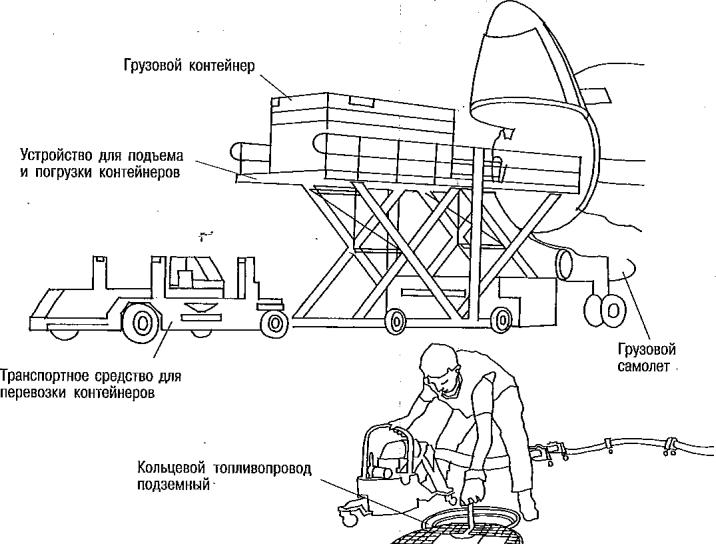 Грузовой контейнер
Устройство для подъема
и погрузки контейнеров
Грузовой
самолет
Транспортное средство для
перевозки контейнеров
Кольцевой топливопровод
подземный